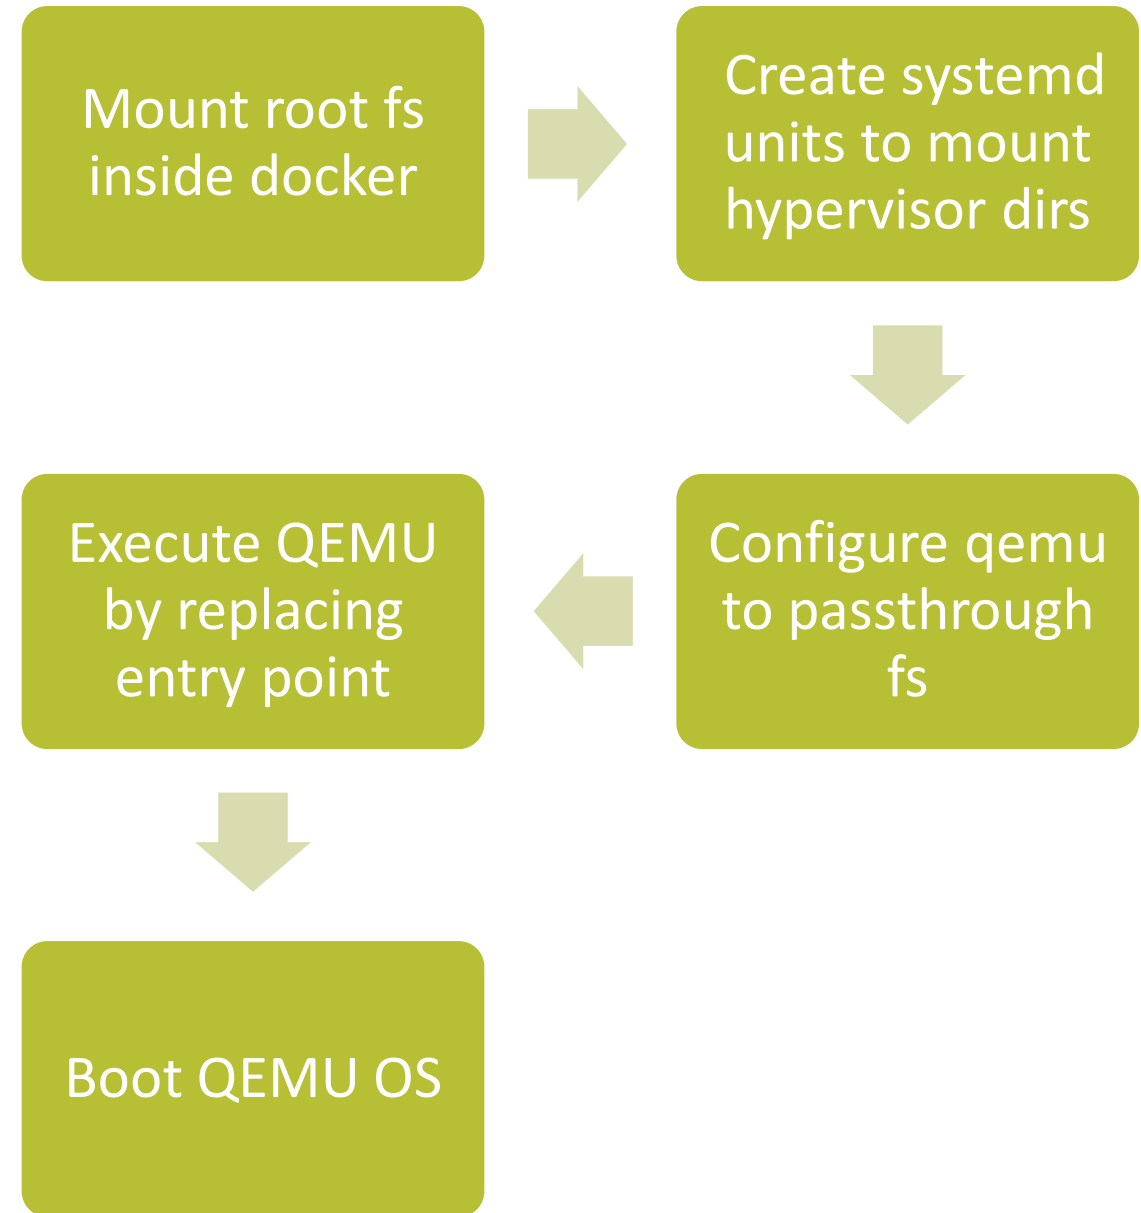 Mount root fs
inside docker
Create systemd
units to mount
hypervisor dirs
Configure qemu
to passthrough
fs
Execute QEMU
by replacing
entry point
Boot QEMU OS